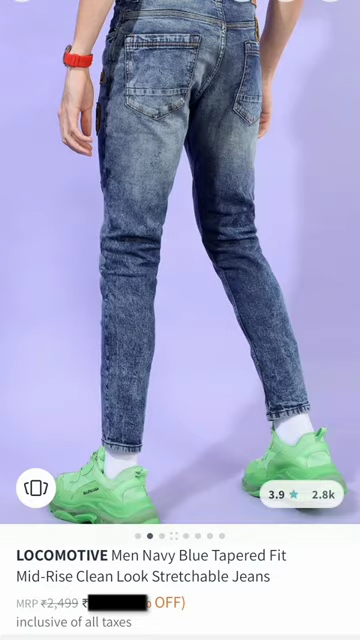 3.9 ★ 2.8k
LOCOMOTIVE Men Navy Blue Tapered Fit
Mid-Rise Clean Look Stretchable Jeans
MRP ₹2,499 ₹ OFF)
inclusive of all taxes